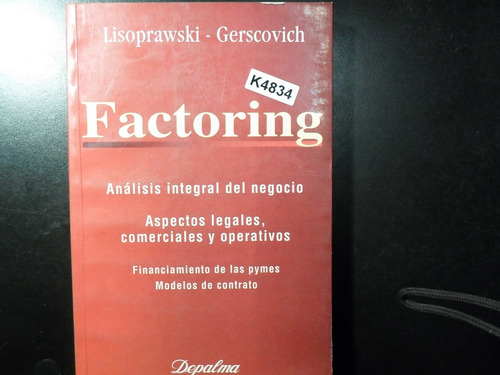 Lisoprawski - Gerscovich
K4834
Factoring
Análisis integral del negocio
Aspectos legales,
comerciales y operativos
Financiamiento de las pymes
Modelos de contrato
Depalma